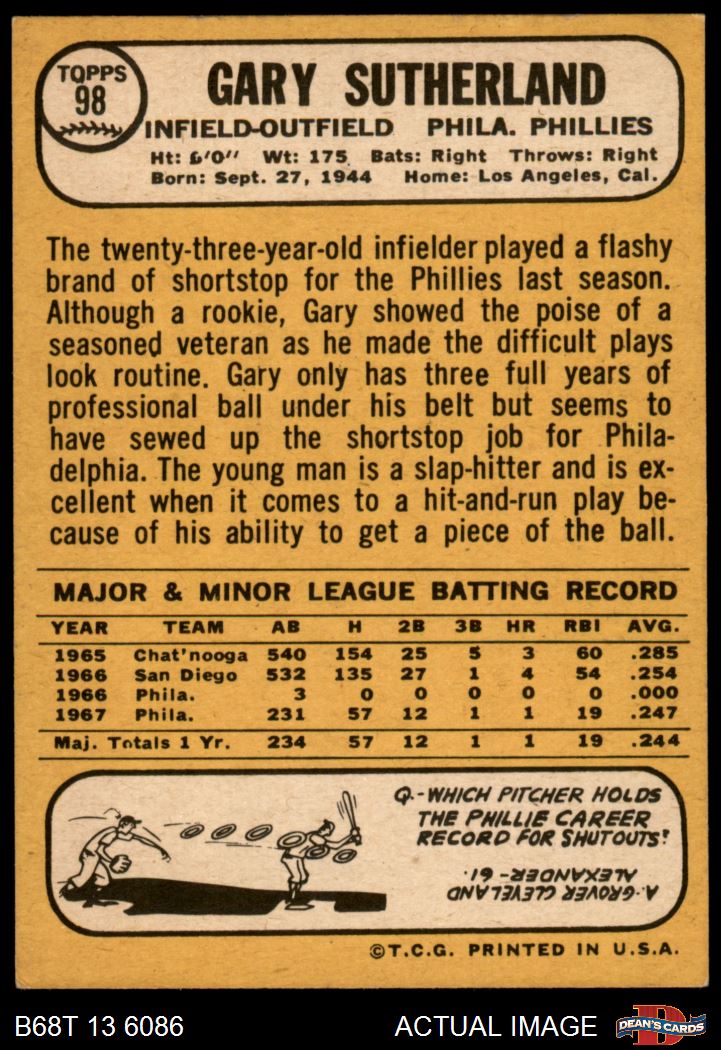 TOPPS
98
GARY SUTHERLAND
INFIELD-OUTFIELD PHILA. PHILLIES
Ht: 6'0" Wt: 175 Bats: Right Throws: Right
Born: Sept. 27, 1944 Home: Los Angeles, Cal.
The twenty-three-year-old infielder played a flashy
brand of shortstop for the Phillies last season.
Although a rookie, Gary showed the poise of a
seasoned veteran as he made the difficult plays
look routine. Gary only has three full years of
professional ball under his belt but seems to
have sewed up the shortstop job for Phila-
delphia. The young man is a slap-hitter and is ex-
cellent when it comes to a hit-and-run play be-
cause of his ability to get a piece of the ball.
MAJOR & MINOR LEAGUE BATTING RECORD
YEAR TEAM AB H 2B 3B HR RBI AVG.
1965 Chat'nooga 540 154 25 5 3 60 .285
1966 San Diego 532 135 27 1 4 54 .254
1966 Phila. 3 0 0 0 0 0 .000
1967 Phila. 231 57 12 1 1 19 .247
Maj. Totals 1 Yr. 234 57 12 1 1 19 .244
Q.-WHICH PITCHER HOLDS
THE PHILLIE CAREER
RECORD FOR SHUTOUTS?
A.-GROVER CLEVELAND
ALEXANDER- 61.
©T.C.G. PRINTED IN U.S.A.
B68T 13 6086 ACTUAL IMAGE
D
DEAN'S CARDS